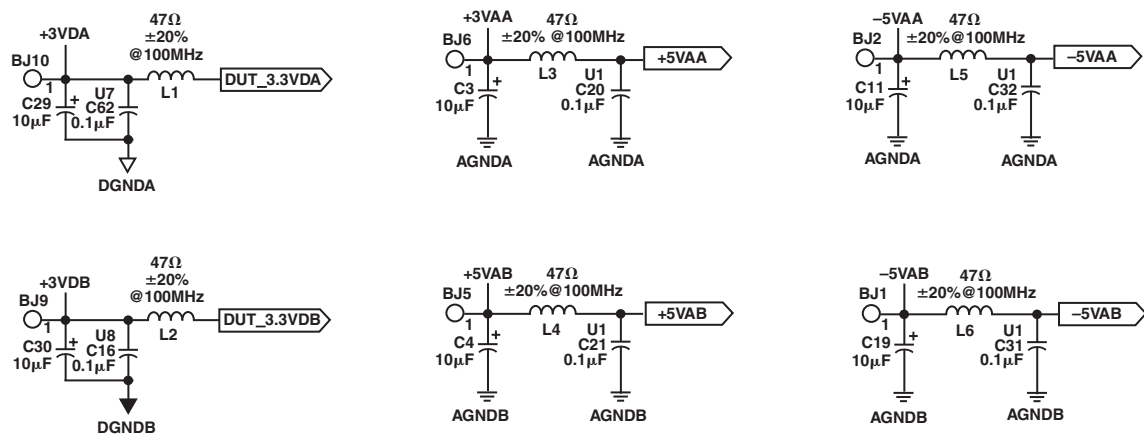 +3VDA
47Ω
±20%
@100MHz
BJ10
1
L1
DUT_3.3VDA
C29
10µF
+
U7
C62
0.1µF
DGNDA
+3VAA
47Ω
±20% @100MHz
BJ6
1
L3
+5VAA
C3
10µF
+
U1
C20
0.1µF
AGNDA
AGNDA
–5VAA
47Ω
±20%@100MHz
BJ2
1
L5
–5VAA
C11
10µF
+
U1
C32
0.1µF
AGNDA
AGNDA
+3VDB
47Ω
±20%
@100MHz
BJ9
1
L2
DUT_3.3VDB
C30
10µF
+
U8
C16
0.1µF
DGNDB
+5VAB
47Ω
±20%@100MHz
BJ5
1
L4
+5VAB
C4
10µF
+
U1
C21
0.1µF
AGNDB
AGNDB
–5VAB
47Ω
±20%@100MHz
BJ1
1
L6
–5VAB
C19
10µF
+
U1
C31
0.1µF
AGNDB
AGNDB